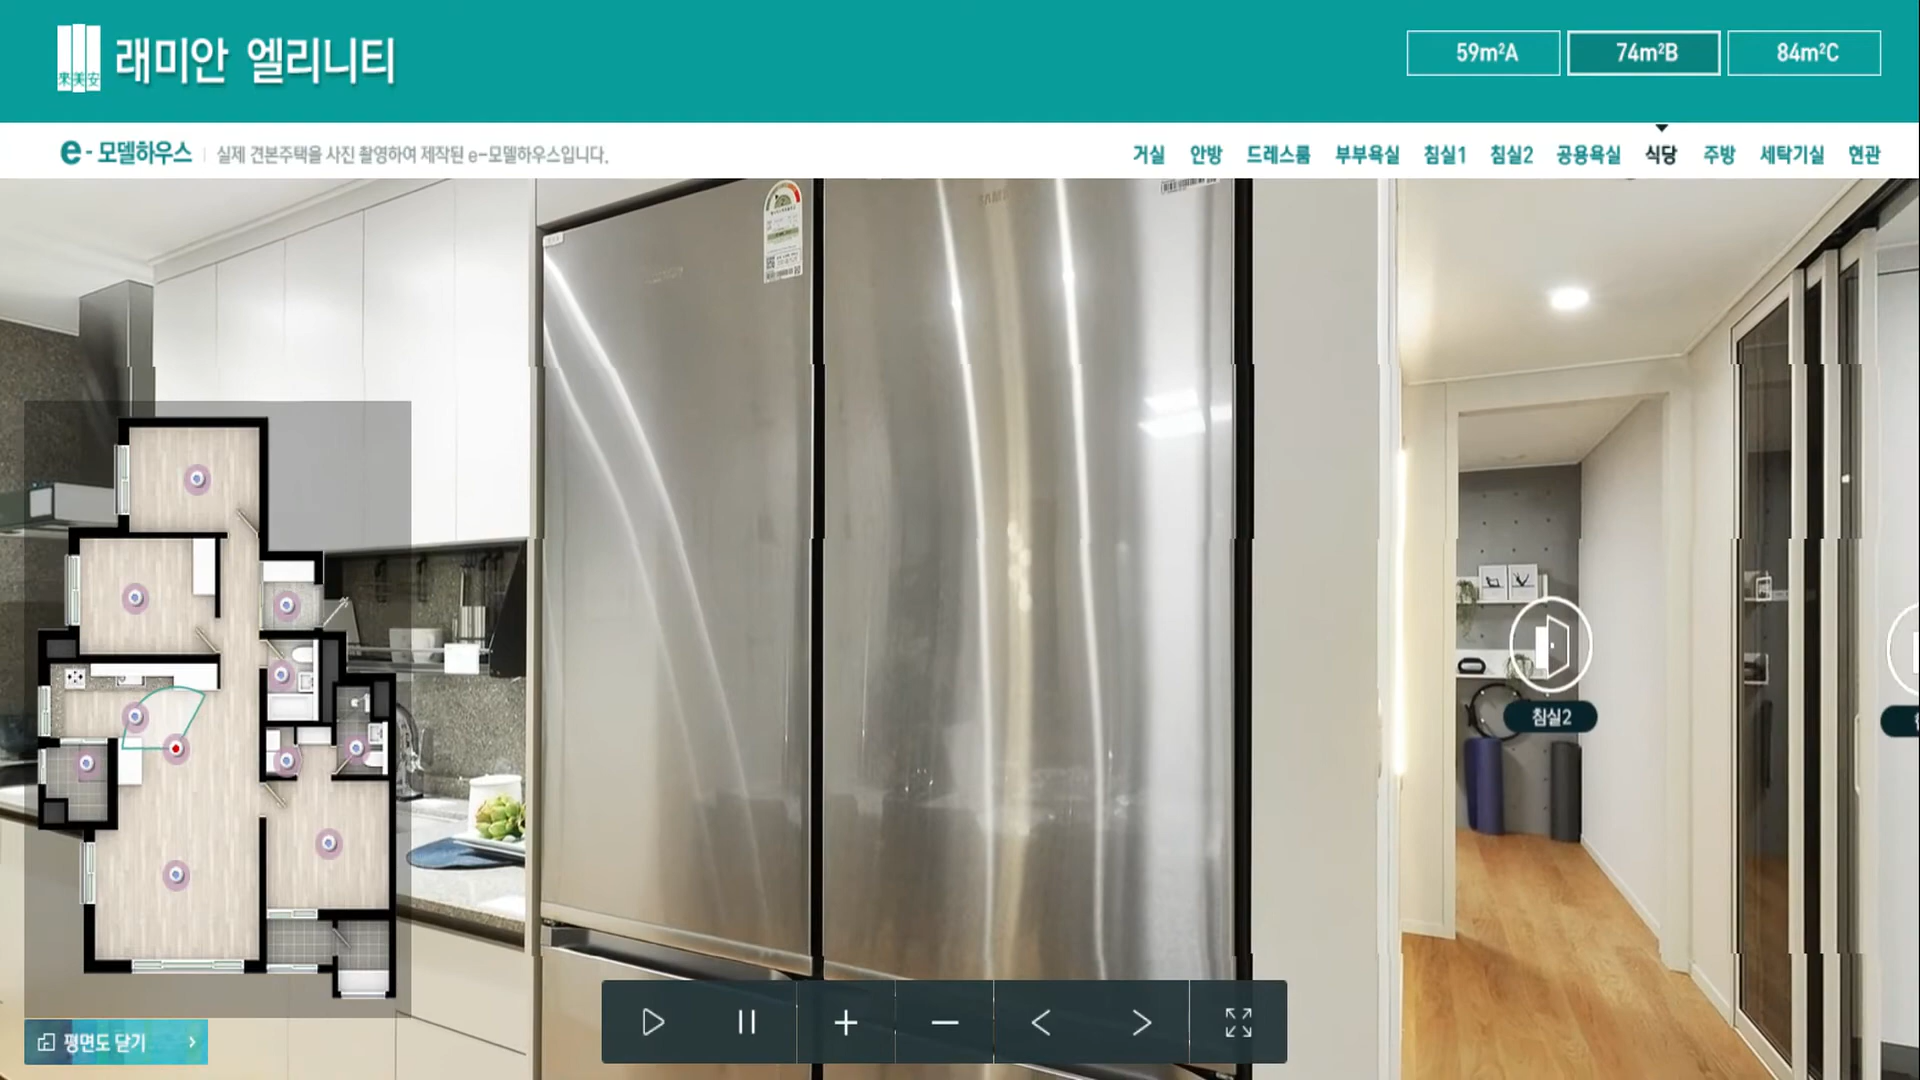 來美安 래미안 엘리니티
59m²A 74m²B 84m²C
e-모델하우스 실제 견본주택을 사진 촬영하여 제작된 e-모델하우스입니다.
거실 안방 드레스룸 부부욕실 침실1 침실2 공용욕실 식당 주방 세탁기실 현관
침실2
평면도 닫기